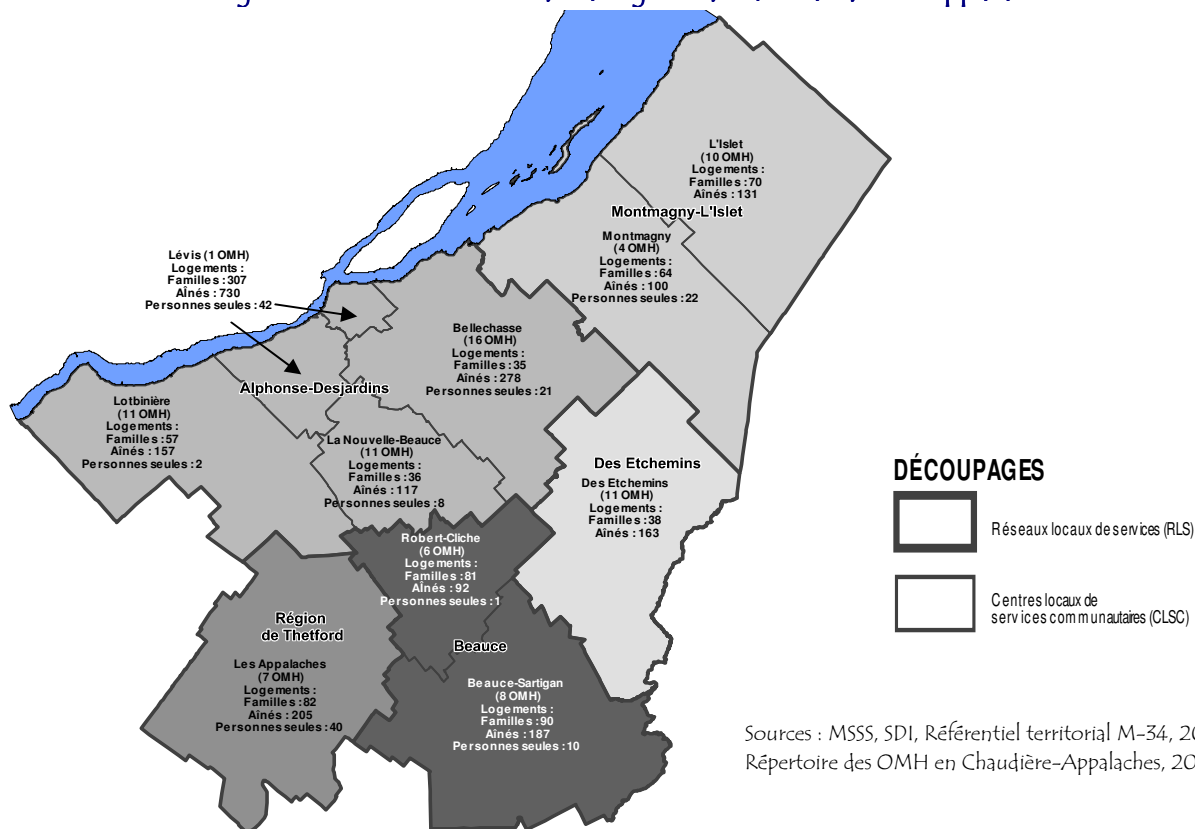 L'Islet
(10 OMH)
Logements :
Familles : 70
Aînés : 131
Montmagny-L'Islet
Montmagny
(4 OMH)
Logements :
Familles : 64
Aînés : 100
Personnes seules : 22
Lévis (1 OMH)
Logements :
Familles : 307
Aînés : 730
Personnes seules : 42
Bellechasse
(16 OMH)
Logements :
Familles : 35
Aînés : 278
Personnes seules : 21
Alphonse-Desjardins
Lotbinière
(11 OMH)
Logements :
Familles : 57
Aînés : 157
Personnes seules : 2
La Nouvelle-Beauce
(11 OMH)
Logements :
Familles : 36
Aînés : 117
Personnes seules : 8
Des Etchemins
Des Etchemins
(11 OMH)
Logements :
Familles : 38
Aînés : 163
Robert-Cliche
(6 OMH)
Logements :
Familles : 81
Aînés : 92
Personnes seules : 1
Région
de Thetford
Les Appalaches
(7 OMH)
Logements :
Familles : 82
Aînés : 205
Personnes seules : 40
Beauce
Beauce-Sartigan
(8 OMH)
Logements :
Familles : 90
Aînés : 187
Personnes seules : 10
DÉCOUPAGES
Réseaux locaux de services (RLS)
Centres locaux de
services communautaires (CLSC)
Sources : MSSS, SDI, Référentiel territorial M-34,
Répertoire des OMH en Chaudière-Appalaches,